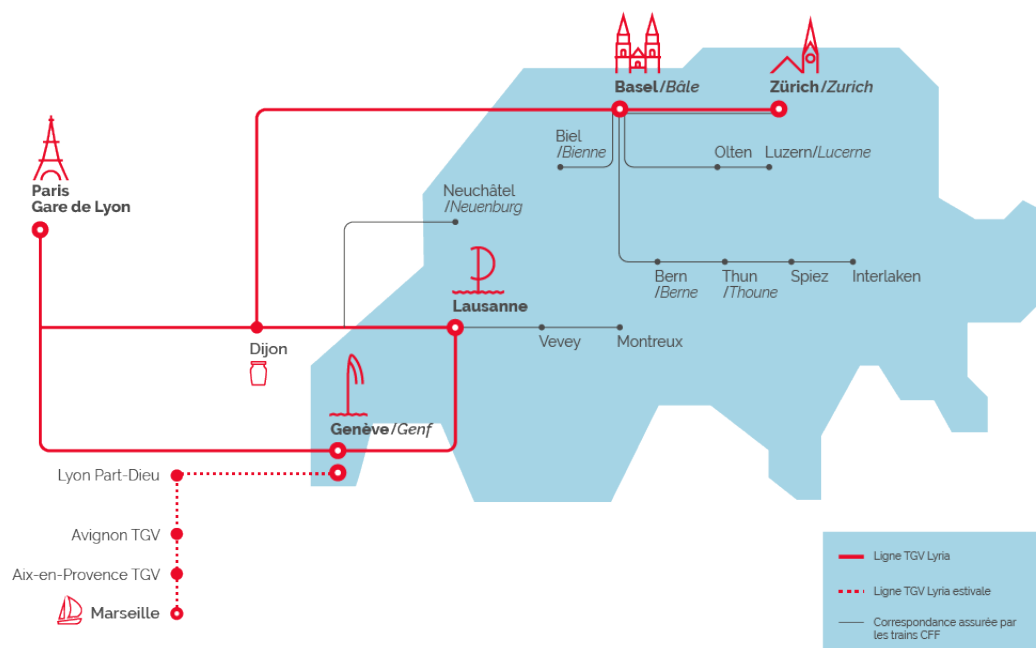 Basel/Bâle
Zürich/Zurich
Paris
Gare de Lyon
Biel
/Bienne
Olten
Luzern/Lucerne
Neuchâtel
/Neuenburg
Bern
/Berne
Thun
/Thoune
Spiez
Interlaken
Lausanne
Dijon
Vevey
Montreux
Genève/Genf
Lyon Part-Dieu
Avignon TGV
Aix-en-Provence TGV
Marseille
Ligne TGV Lyria
Ligne TGV Lyria estivale
Correspondance assurée par
les trains CFF